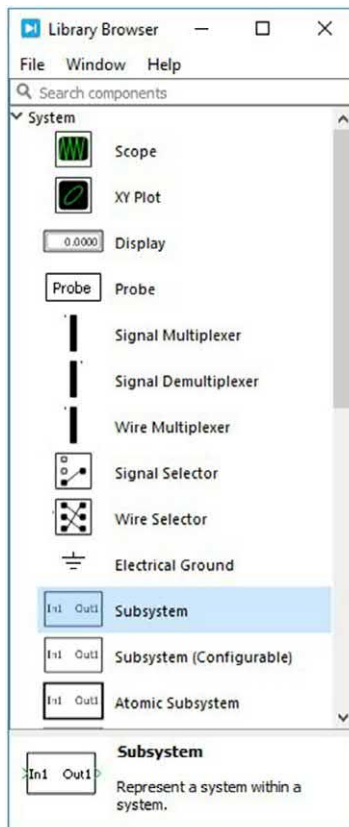 Library Browser
File Window Help
Search components
System
Scope
XY Plot
0.0000 Display
Probe Probe
Signal Multiplexer
Signal Demultiplexer
Wire Multiplexer
Signal Selector
Wire Selector
Electrical Ground
In1 Out1 Subsystem
In1 Out1 Subsystem (Configurable)
In1 Out1 Atomic Subsystem
Subsystem
In1 Out1 Represent a system within a
system.